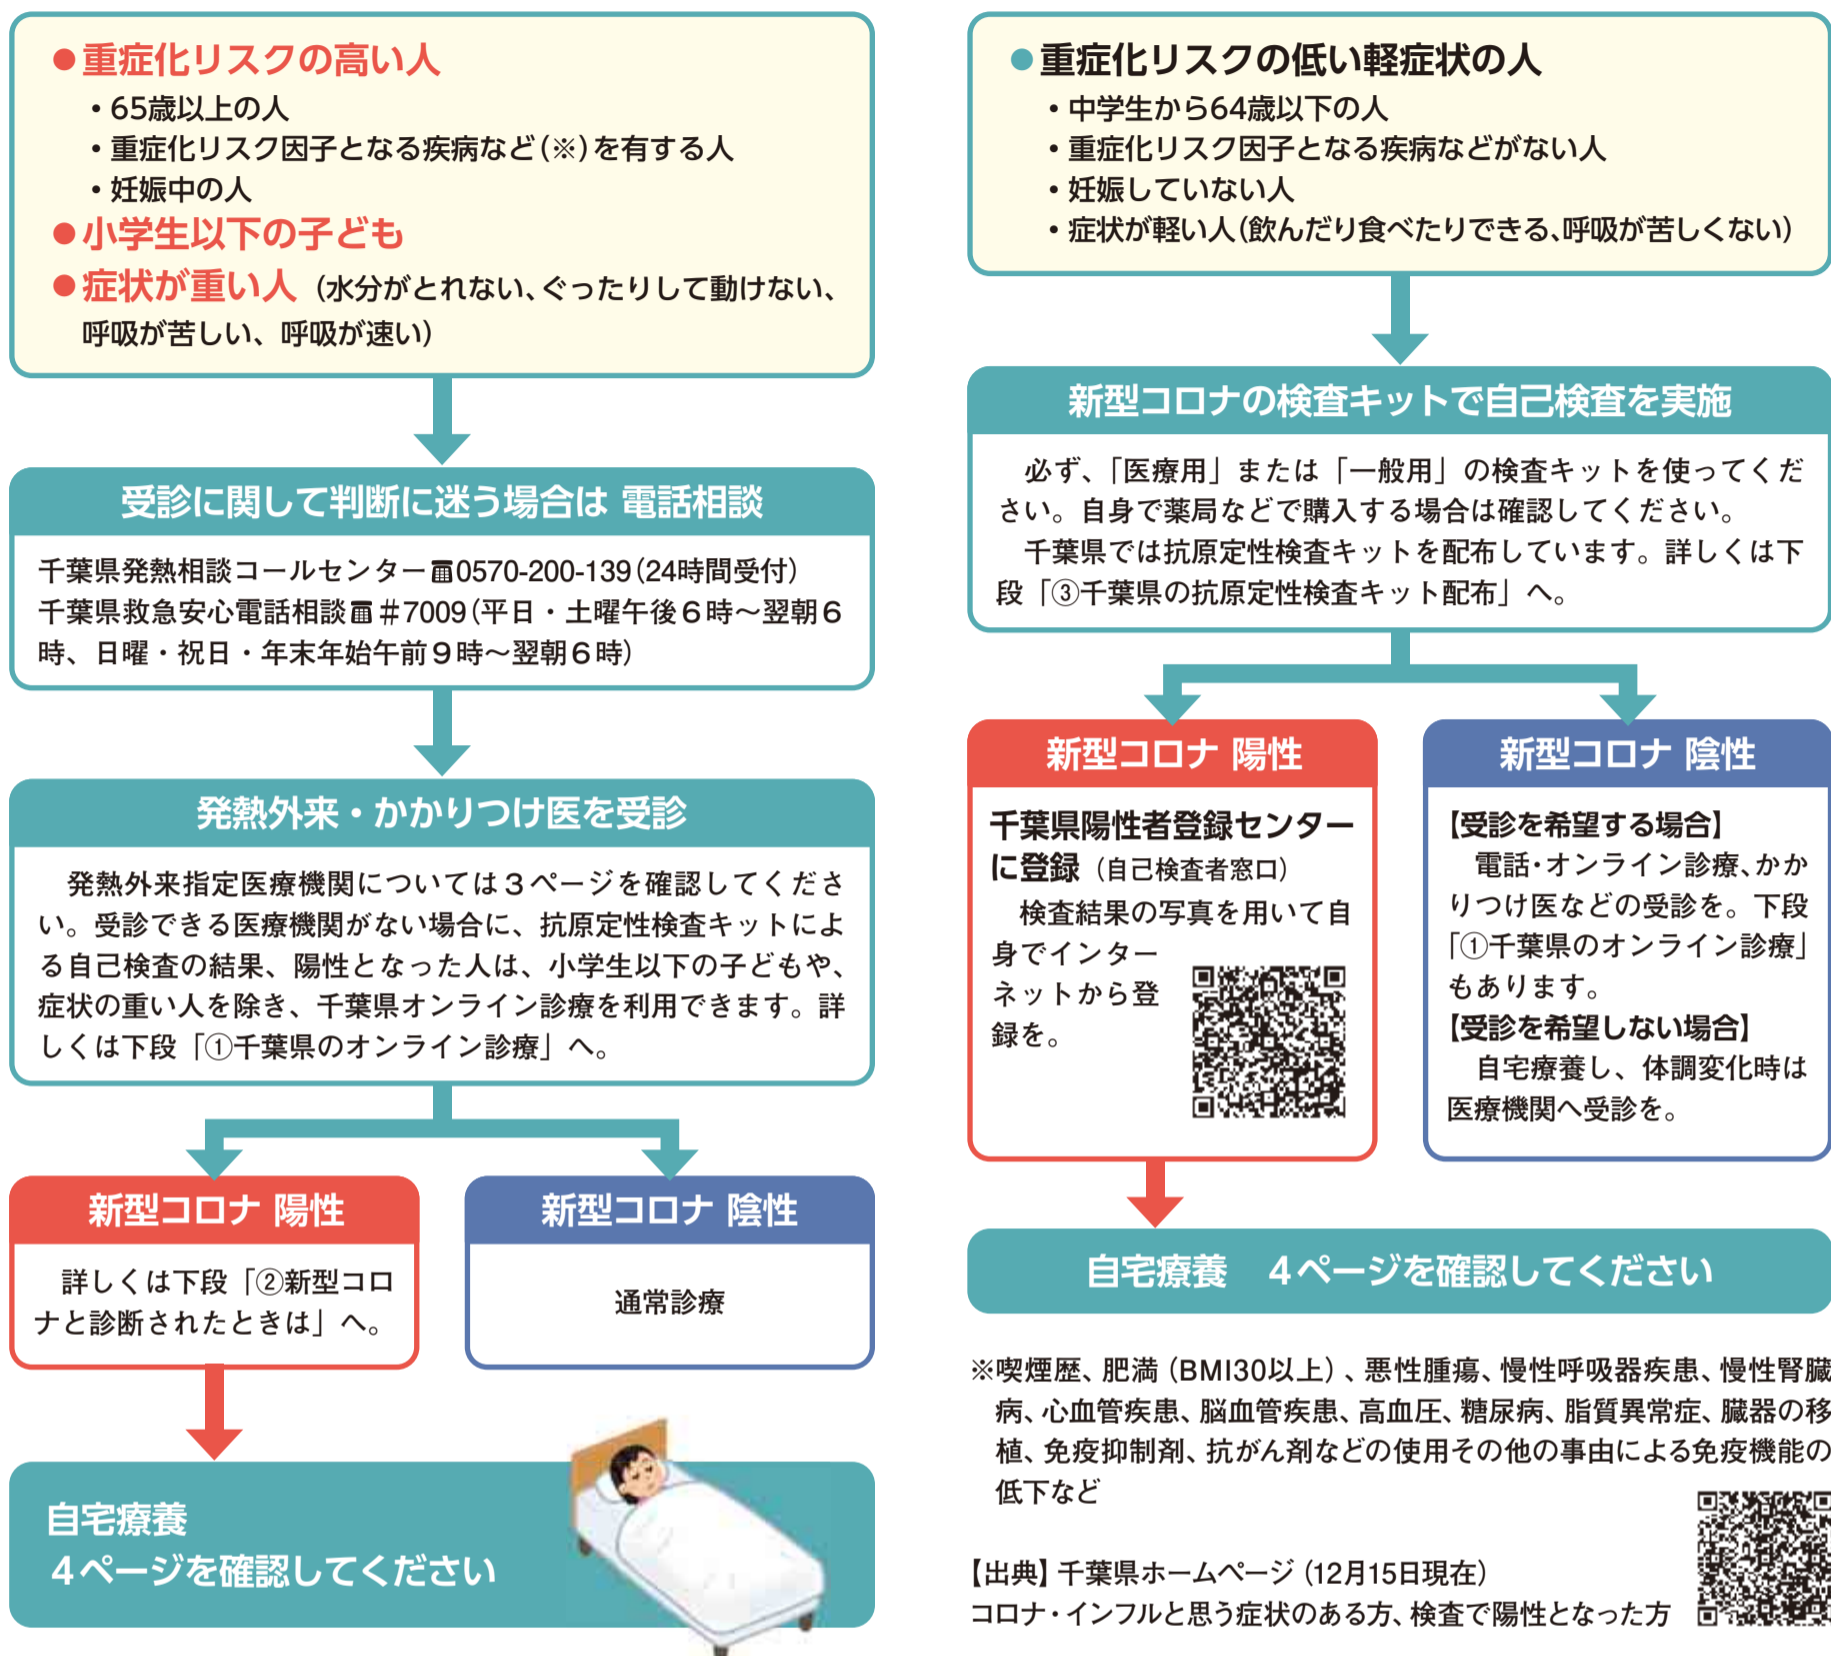 ●重症化リスクの高い人
・65歳以上の人
・重症化リスク因子となる疾病など(※)を有する人
・妊娠中の人
●小学生以下の子ども
●症状が重い人（水分がとれない、ぐったりして動けない、
呼吸が苦しい、呼吸が速い）
受診に関して判断に迷う場合は 電話相談
千葉県発熱相談コールセンター☎0570-200-139(24時間受付)
千葉県救急安心電話相談☎#7009(平日・土曜午後6時～翌朝6
時、日曜・祝日・年末年始午前9時～翌朝6時)
発熱外来・かかりつけ医を受診
発熱外来指定医療機関については3ページを確認してくださ
い。受診できる医療機関がない場合に、抗原定性検査キットによ
る自己検査の結果、陽性となった人は、小学生以下の子どもや、
症状の重い人を除き、千葉県オンライン診療を利用できます。詳
しくは下段「①千葉県のオンライン診療」へ。
新型コロナ 陽性
詳しくは下段「②新型コロ
ナと診断されたときは」へ。
新型コロナ 陰性
通常診療
自宅療養
4ページを確認してください
●重症化リスクの低い軽症状の人
・中学生から64歳以下の人
・重症化リスク因子となる疾病などがない人
・妊娠していない人
・症状が軽い人(飲んだり食べたりできる、呼吸が苦しくない)
新型コロナの検査キットで自己検査を実施
必ず、「医療用」または「一般用」の検査キットを使ってくだ
さい。自身で薬局などで購入する場合は確認してください。
千葉県では抗原定性検査キットを配布しています。詳しくは下
段「③千葉県の抗原定性検査キット配布」へ。
新型コロナ 陽性
千葉県陽性者登録センター
に登録（自己検査者窓口）
検査結果の写真を用いて自
身でインター
ネットから登
録を。
新型コロナ 陰性
【受診を希望する場合】
電話・オンライン診療、かか
りつけ医などの受診を。下段
「①千葉県のオンライン診療」
もあります。
【受診を希望しない場合】
自宅療養し、体調変化時は
医療機関へ受診を。
自宅療養　4ページを確認してください
※喫煙歴、肥満（BMI30以上）、悪性腫瘍、慢性呼吸器疾患、慢性腎臓
病、心血管疾患、脳血管疾患、高血圧、糖尿病、脂質異常症、臓器の移
植、免疫抑制剤、抗がん剤などの使用その他の事由による免疫機能の
低下など
【出典】千葉県ホームページ（12月15日現在）
コロナ・インフルと思う症状のある方、検査で陽性となった方